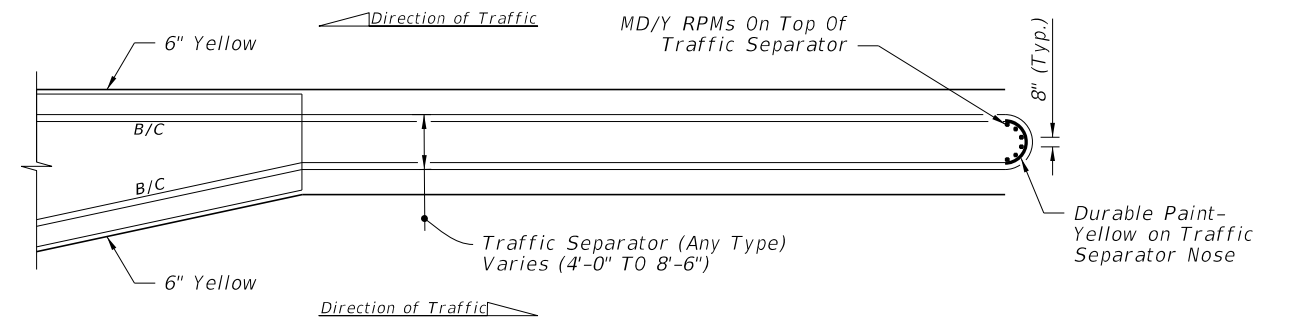 Direction of Traffic
MD/Y RPMs On Top Of
Traffic Separator
6" Yellow
8" (Typ.)
B/C
B/C
Durable Paint-
Yellow on Traffic
Separator Nose
Traffic Separator (Any Type)
Varies (4'-0" TO 8'-6")
6" Yellow
Direction of Traffic